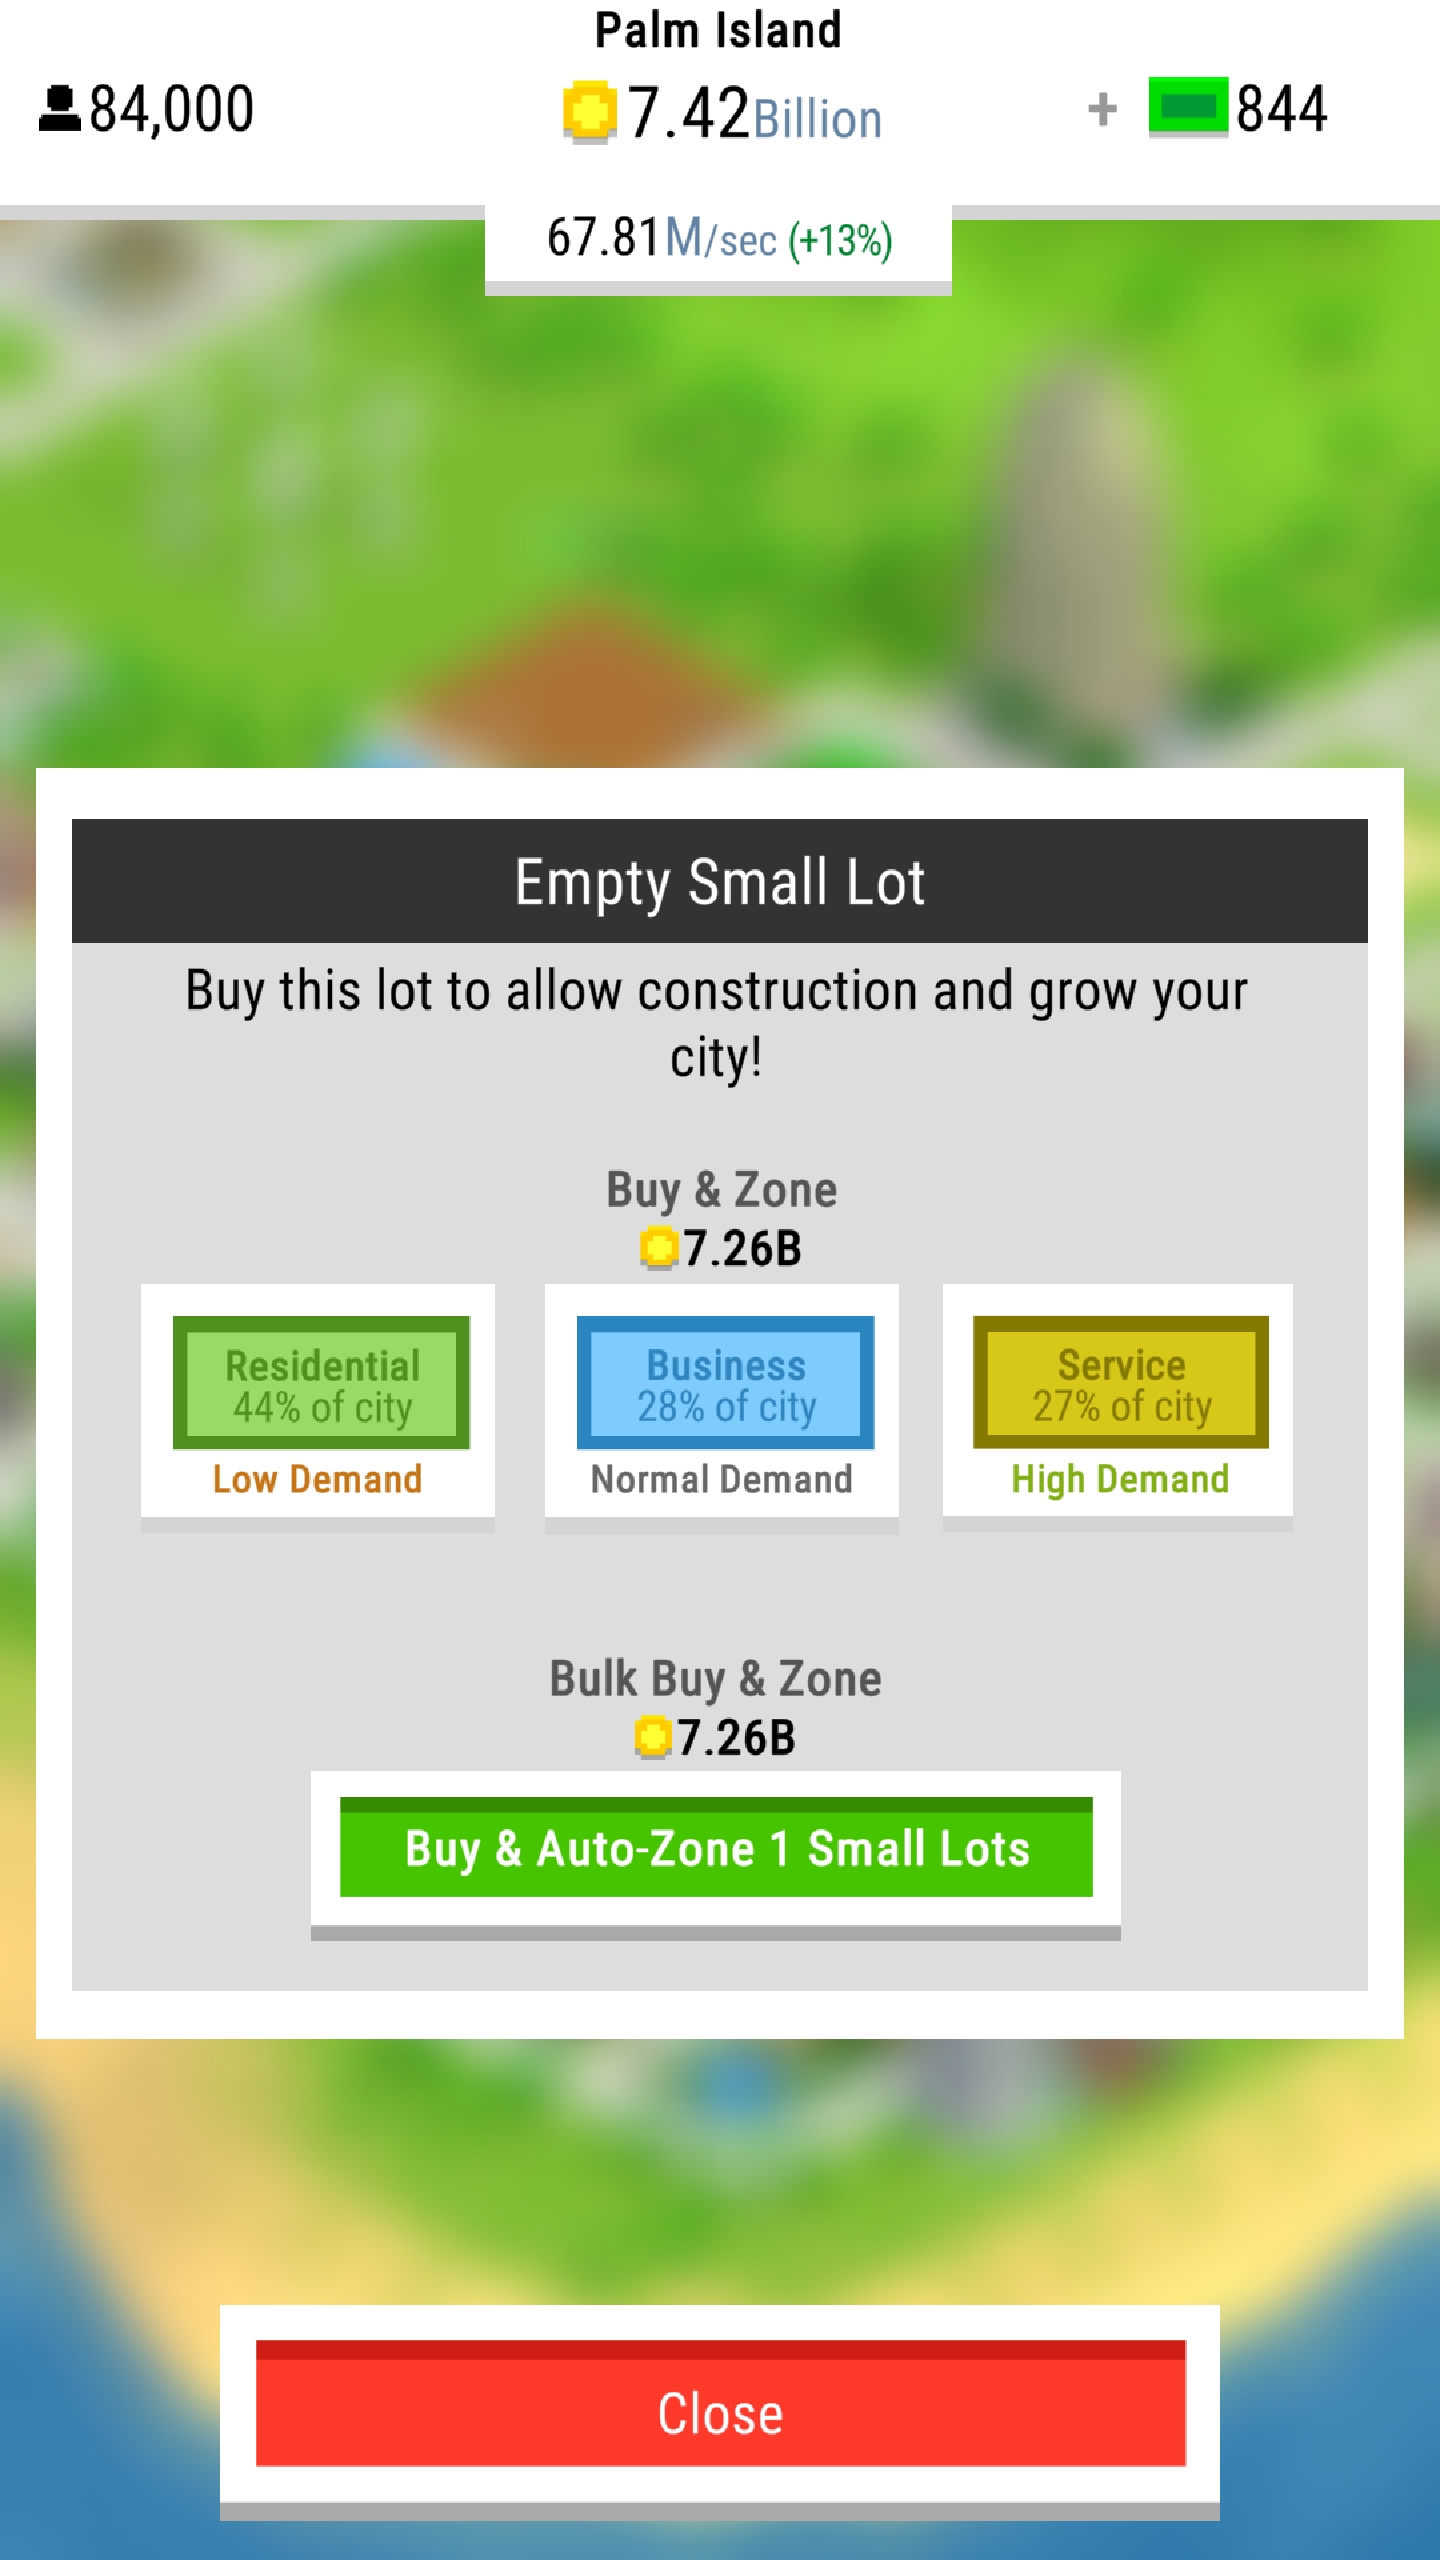 Palm Island
84,000
7.42Billion
+ 844
67.81M/sec (+13%)
Empty Small Lot
Buy this lot to allow construction and grow your
city!
Buy & Zone
7.26B
Residential
44% of city
Low Demand
Business
28% of city
Normal Demand
Service
27% of city
High Demand
Bulk Buy & Zone
7.26B
Buy & Auto-Zone 1 Small Lots
Close